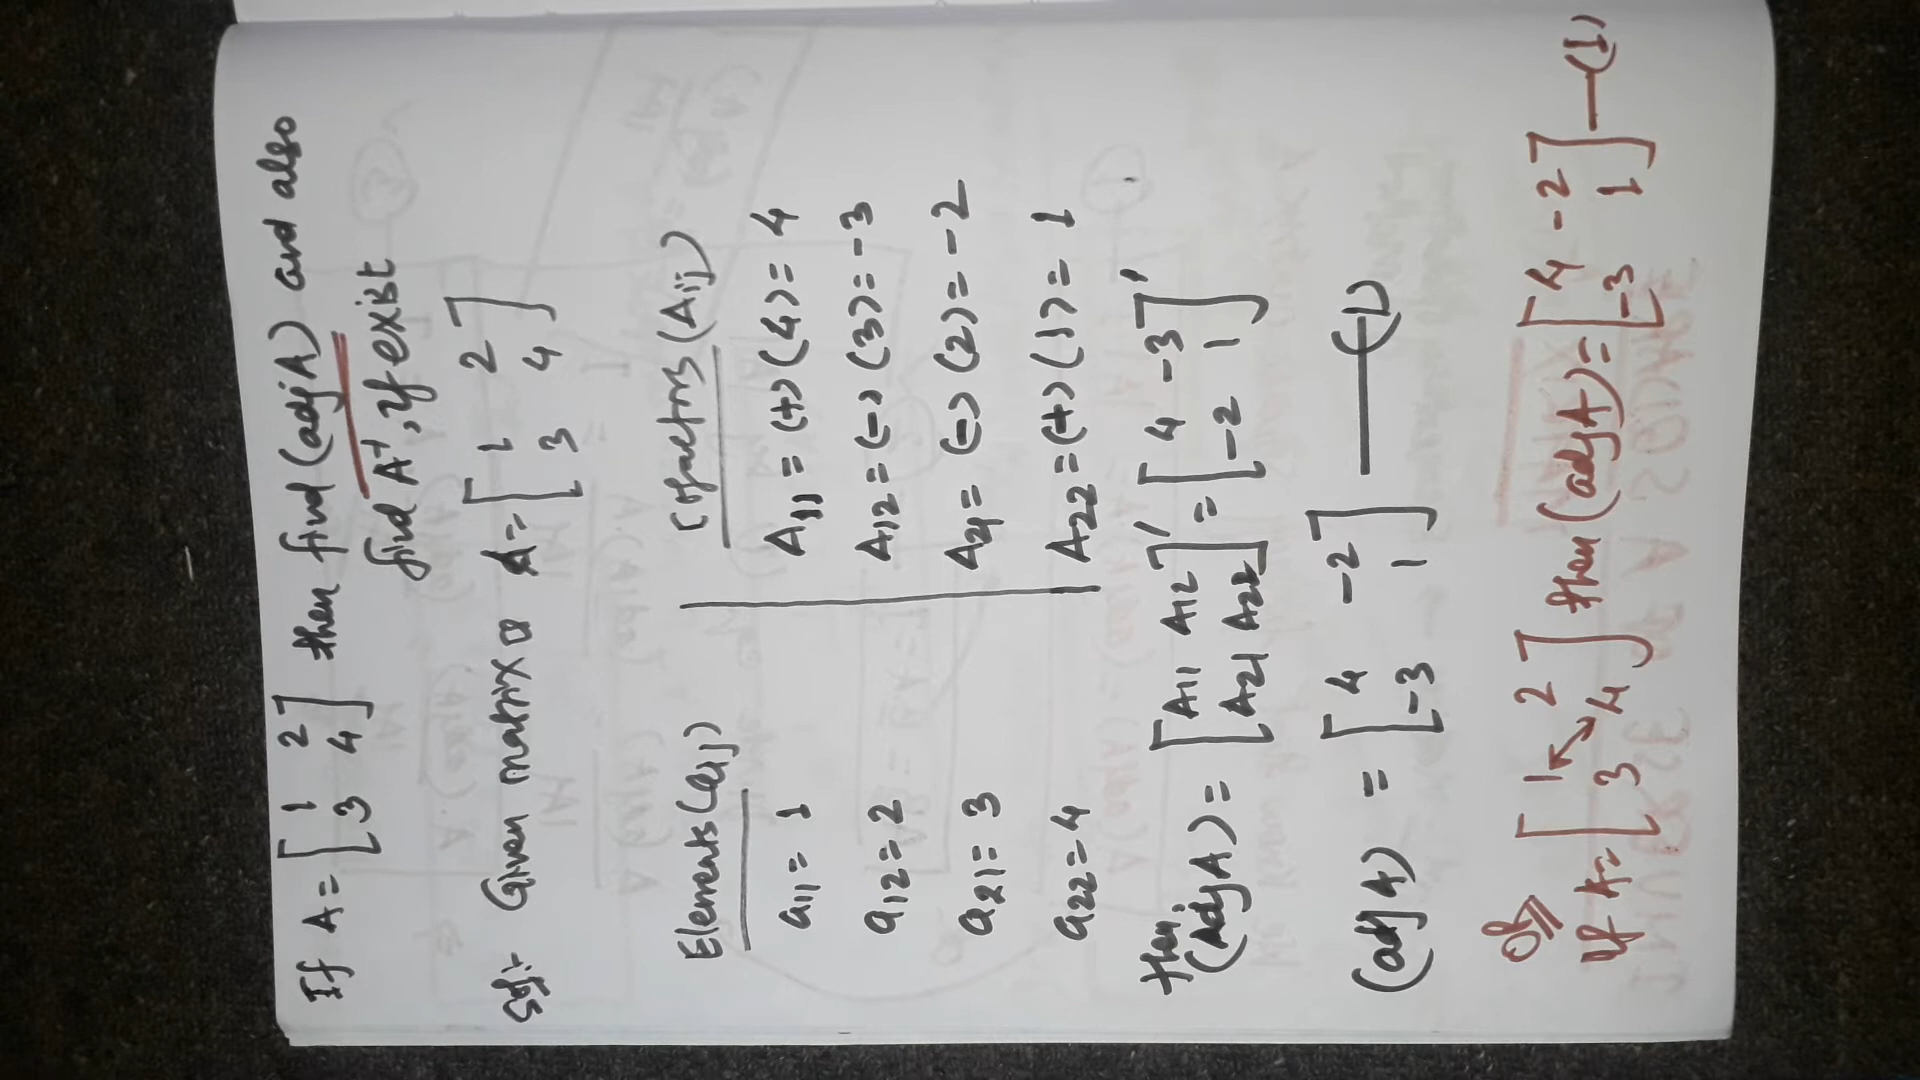 If A = [1 2 3 4] then find (adj A) and also
find A⁻¹, if exist
Sol:- Given matrix A = [1 2 3 4]
Elements (aij) Cofactors (Aij)
a11 = 1 A11 = (+) (4) = 4
a12 = 2 A12 = (-) (3) = -3
a21 = 3 A21 = (-) (2) = -2
a22 = 4 A22 = (+) (1) = 1
then,
(Adj A) = [A11 A12 A21 A22]' = [4 -3 -2 1]'
(adj A) = [4 -2 -3 1] —(1)
OR
If A = [1 2 3 4] then (adj A) = [4 -2 -3 1] —(1)